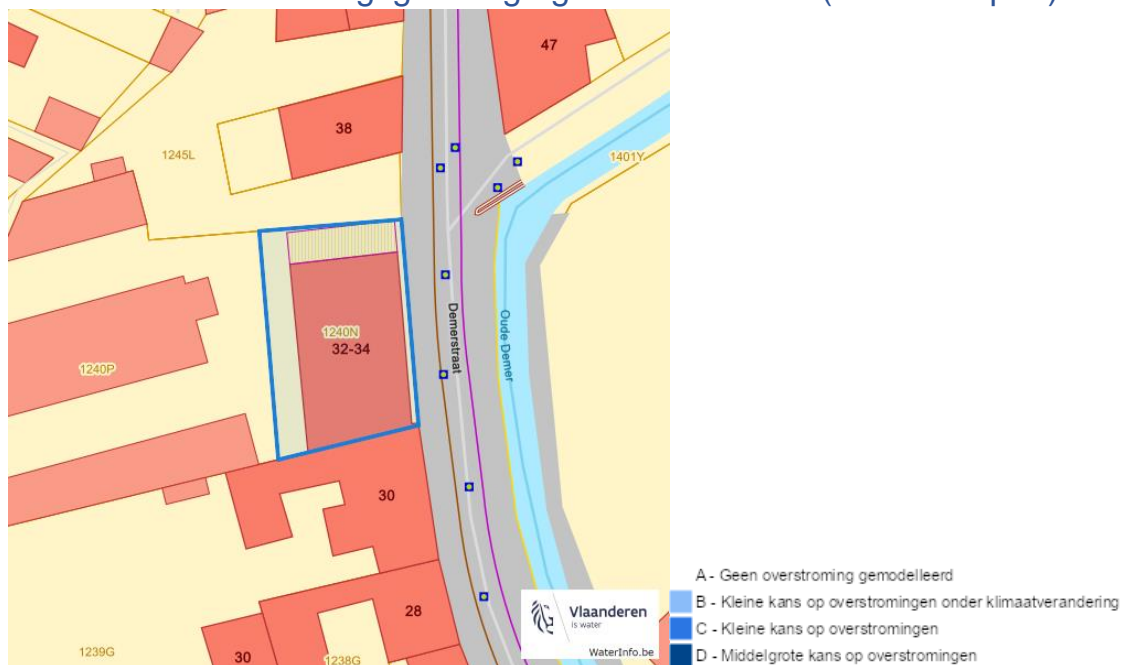 47
38
1245L
1401Y
Demerstraat
Oude Demer
1240N
32-34
1240P
30
28
30
1239G
1238G
Vlaanderen
is water
WaterInfo.be
A - Geen overstroming gemodelleerd
B - Kleine kans op overstromingen onder klimaatverandering
C - Kleine kans op overstromingen
D - Middelgrote kans op overstromingen